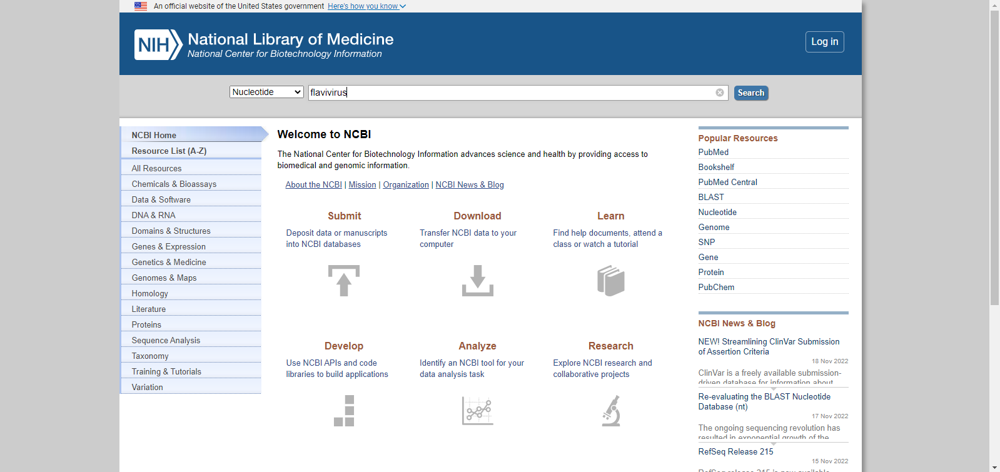 An official website of the United States government Here's how you know
NIH National Library of Medicine
National Center for Biotechnology Information
Log in
Nucleotide flavivirus Search
NCBI Home
Resource List (A-Z)
All Resources
Chemicals & Bioassays
Data & Software
DNA & RNA
Domains & Structures
Genes & Expression
Genetics & Medicine
Genomes & Maps
Homology
Literature
Proteins
Sequence Analysis
Taxonomy
Training & Tutorials
Variation
Welcome to NCBI
The National Center for Biotechnology Information advances science and health by providing access to
biomedical and genomic information.
About the NCBI | Mission | Organization | NCBI News & Blog
Submit
Deposit data or manuscripts
into NCBI databases
Download
Transfer NCBI data to your
computer
Learn
Find help documents, attend a
class or watch a tutorial
Develop
Use NCBI APIs and code
libraries to build applications
Analyze
Identify an NCBI tool for your
data analysis task
Research
Explore NCBI research and
collaborative projects
Popular Resources
PubMed
Bookshelf
PubMed Central
BLAST
Nucleotide
Genome
SNP
Gene
Protein
PubChem
NCBI News & Blog
NEW! Streamlining ClinVar Submission
of Assertion Criteria
18 Nov 2022
ClinVar is a freely available submission-
driven database for information about
Re-evaluating the BLAST Nucleotide
Database (nt)
17 Nov 2022
The ongoing sequencing revolution has
resulted in exponential growth of the
RefSeq Release 215
15 Nov 2022
RefSeq release 215 is now available